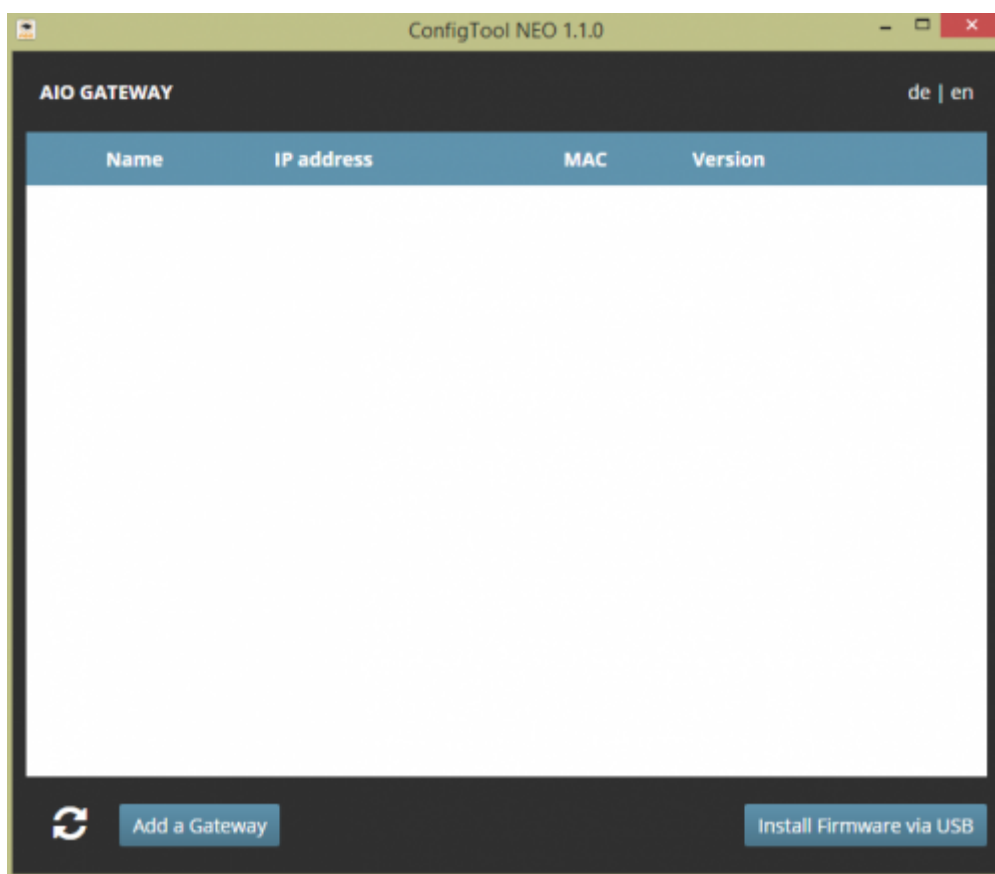 ConfigTool NEO 1.1.0
AIO GATEWAY de | en
Name IP address MAC Version
Add a Gateway Install Firmware via USB